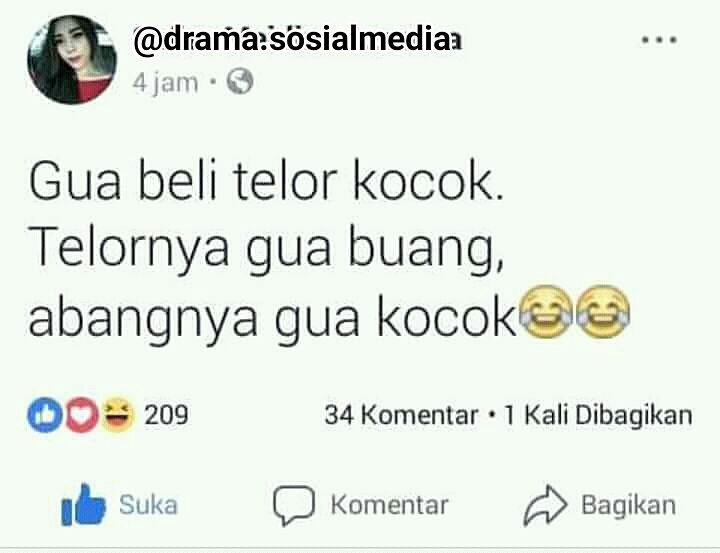 @drama.sosialmedia
4 jam
Gua beli telor kocok.
Telornya gua buang,
abangnya gua kocok😂😂
209
34 Komentar • 1 Kali Dibagikan
Suka
Komentar
Bagikan